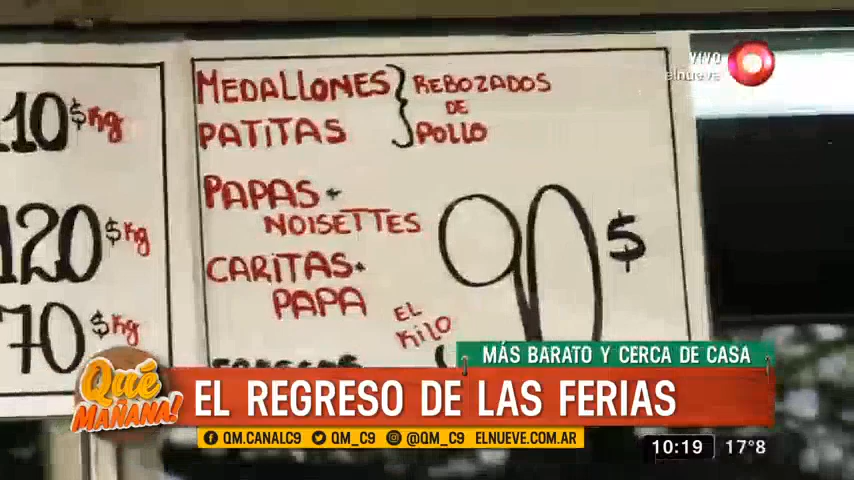 MEDALLONES
PATITAS
REBOZADOS
DE
POLLO
PAPAS
NOISETTES
CARITAS
PAPA
EL
KILO
90$
110$Kg
120$Kg
70$Kg
VIVO
elnueve
MÁS BARATO Y CERCA DE CASA
Qué
MAÑANA!
EL REGRESO DE LAS FERIAS
QM.CANALC9 QM_C9 @QM_C9 ELNUEVE.COM.AR
10:19 17°8